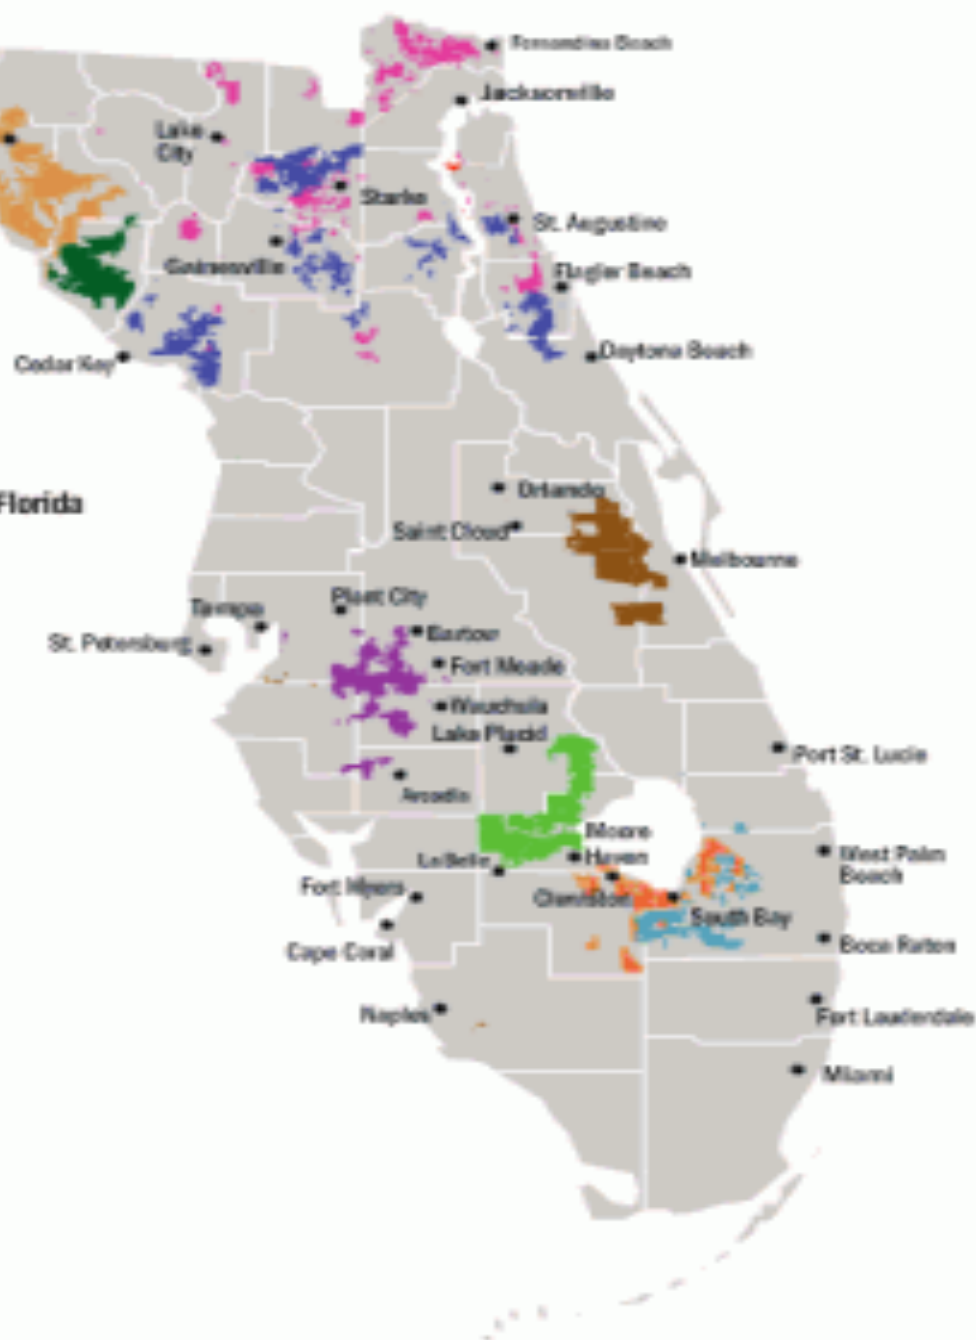 Fernandina Beach
Jacksonville
Lake
City
Starke
St. Augustine
Gainesville
Flagler Beach
Cedar Key
Daytona Beach
Florida
Orlando
Saint Cloud
Melbourne
Plant City
Tampa
Bartow
St. Petersburg
Fort Meade
Wauchula
Lake Placid
Port St. Lucie
Arcadia
Moore
Haven
LaBelle
West Palm
Beach
Fort Myers
Clewiston
South Bay
Cape Coral
Boca Raton
Naples
Fort Lauderdale
Miami